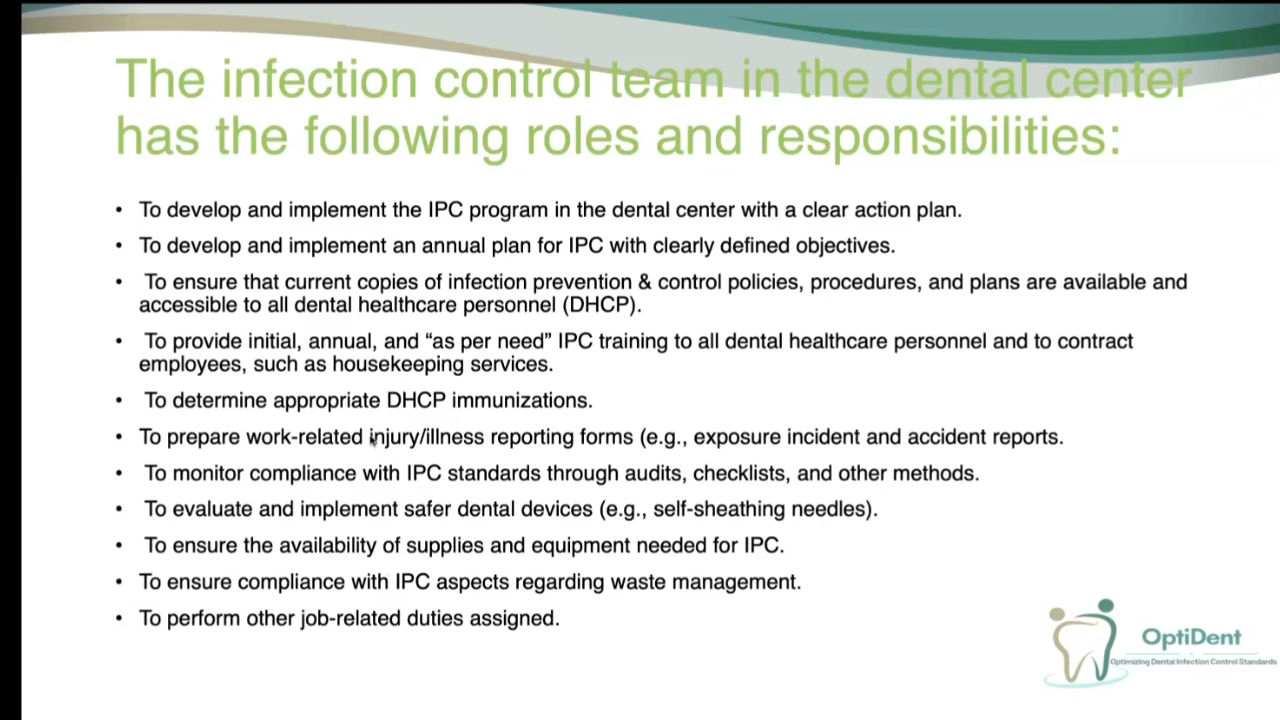 The infection control team in the dental center
has the following roles and responsibilities:
• To develop and implement the IPC program in the dental center with a clear action plan.
• To develop and implement an annual plan for IPC with clearly defined objectives.
• To ensure that current copies of infection prevention & control policies, procedures, and plans are available and
accessible to all dental healthcare personnel (DHCP).
• To provide initial, annual, and “as per need” IPC training to all dental healthcare personnel and to contract
employees, such as housekeeping services.
• To determine appropriate DHCP immunizations.
• To prepare work-related injury/illness reporting forms (e.g., exposure incident and accident reports.
• To monitor compliance with IPC standards through audits, checklists, and other methods.
• To evaluate and implement safer dental devices (e.g., self-sheathing needles).
• To ensure the availability of supplies and equipment needed for IPC.
• To ensure compliance with IPC aspects regarding waste management.
• To perform other job-related duties assigned.
OptiDent
Optimizing Dental Infection Control Standards